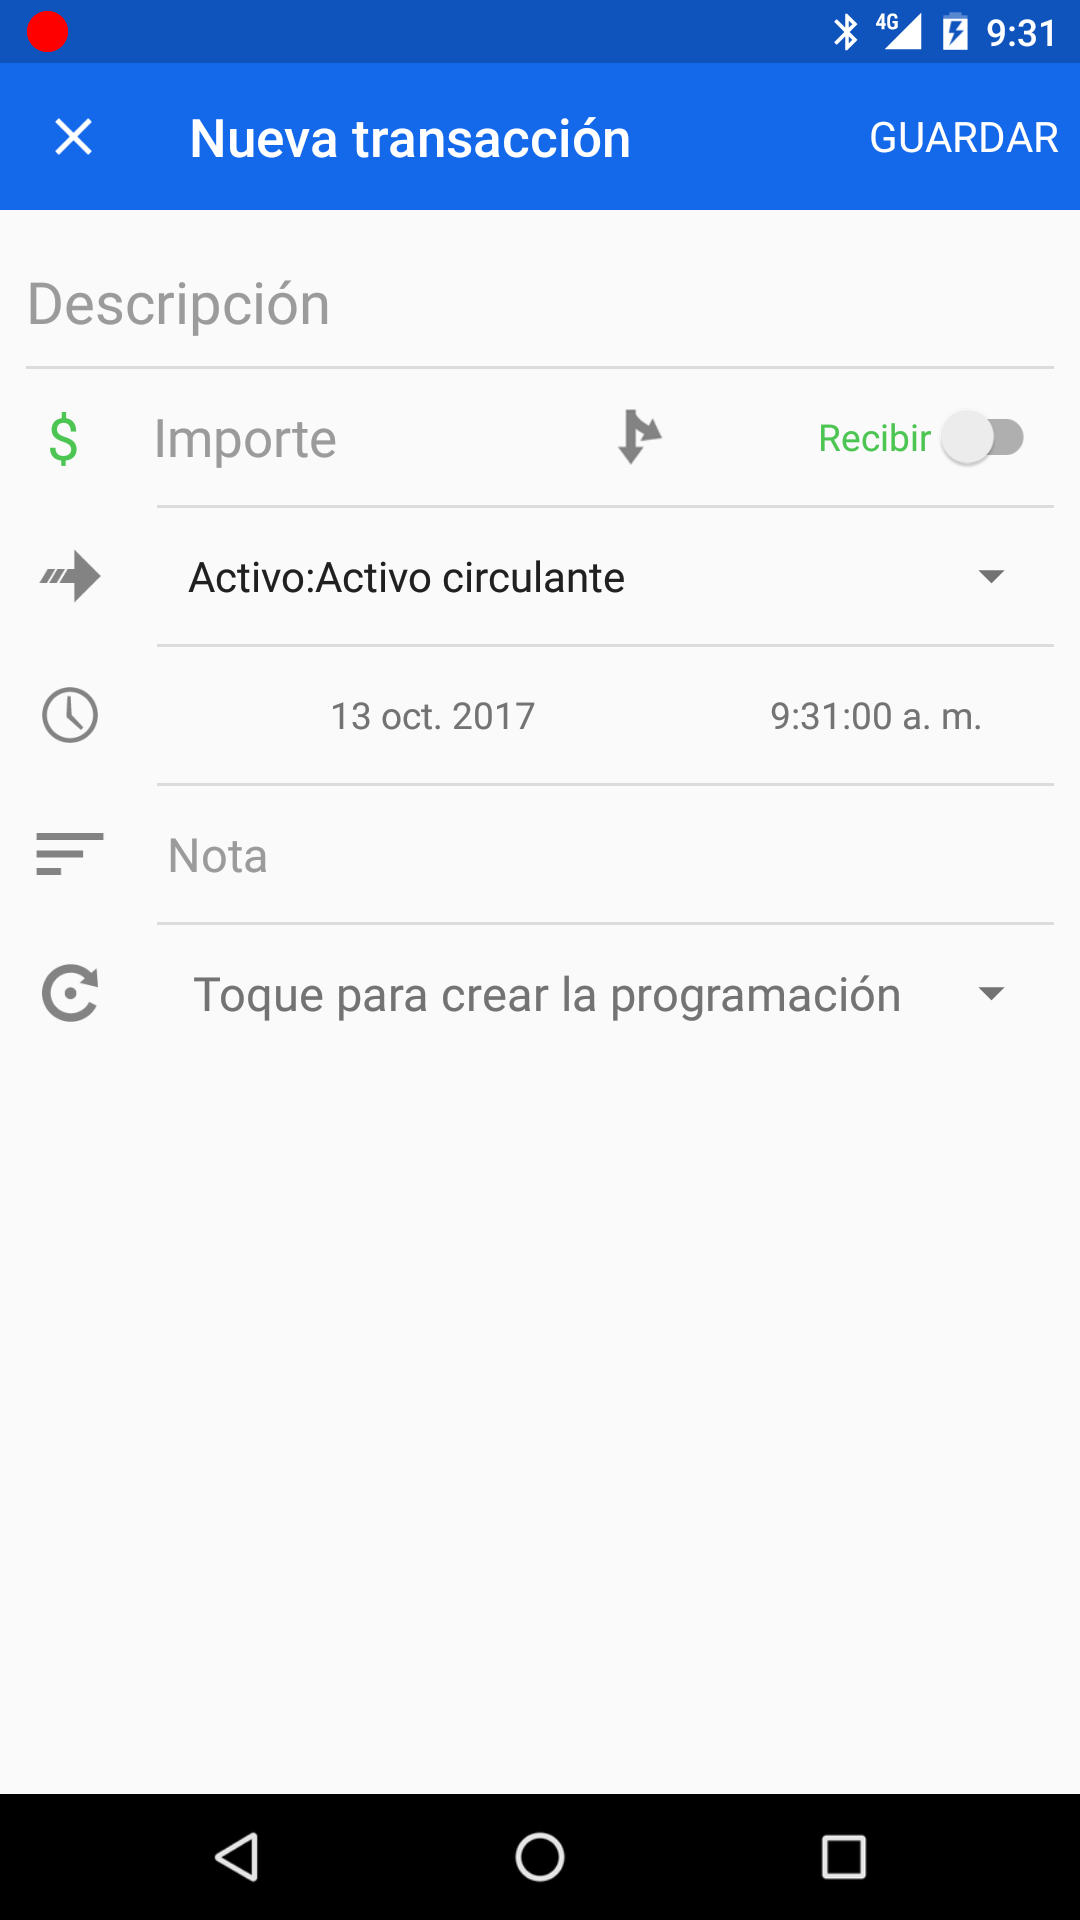 4G 9:31
Nueva transacción GUARDAR
Descripción
$ Importe Recibir
Activo:Activo circulante
13 oct. 2017 9:31:00 a. m.
Nota
Toque para crear la programación